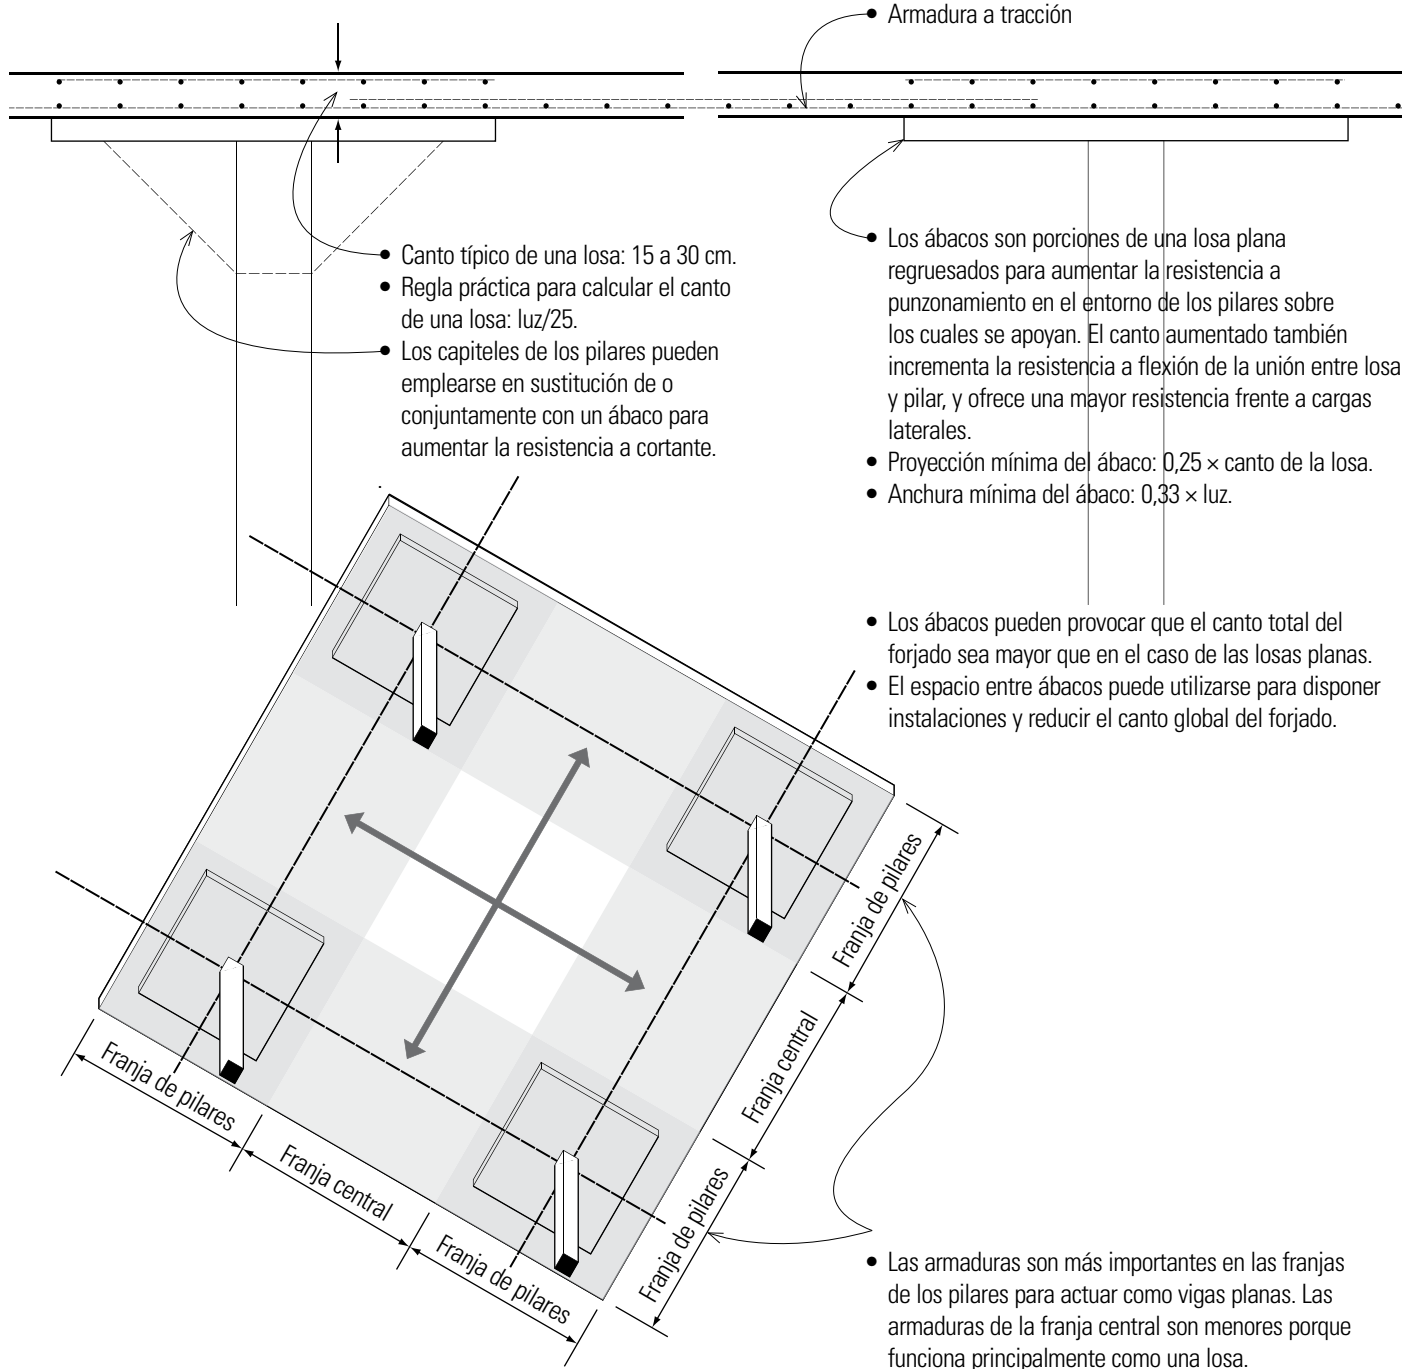 • Armadura a tracción
• Canto típico de una losa: 15 a 30 cm.
• Regla práctica para calcular el canto
de una losa: luz/25.
• Los capiteles de los pilares pueden
emplearse en sustitución de o
conjuntamente con un ábaco para
aumentar la resistencia a cortante.
• Los ábacos son porciones de una losa plana
regruesados para aumentar la resistencia a
punzonamiento en el entorno de los pilares sobre
los cuales se apoyan. El canto aumentado también
incrementa la resistencia a flexión de la unión entre losa
y pilar, y ofrece una mayor resistencia frente a cargas
laterales.
• Proyección mínima del ábaco: 0,25 × canto de la losa.
• Anchura mínima del ábaco: 0,33 × luz.
• Los ábacos pueden provocar que el canto total del
forjado sea mayor que en el caso de las losas planas.
• El espacio entre ábacos puede utilizarse para disponer
instalaciones y reducir el canto global del forjado.
Franja de pilares
Franja central
Franja de pilares
Franja de pilares
Franja central
Franja de pilares
• Las armaduras son más importantes en las franjas
de los pilares para actuar como vigas planas. Las
armaduras de la franja central son menores porque
funciona principalmente como una losa.